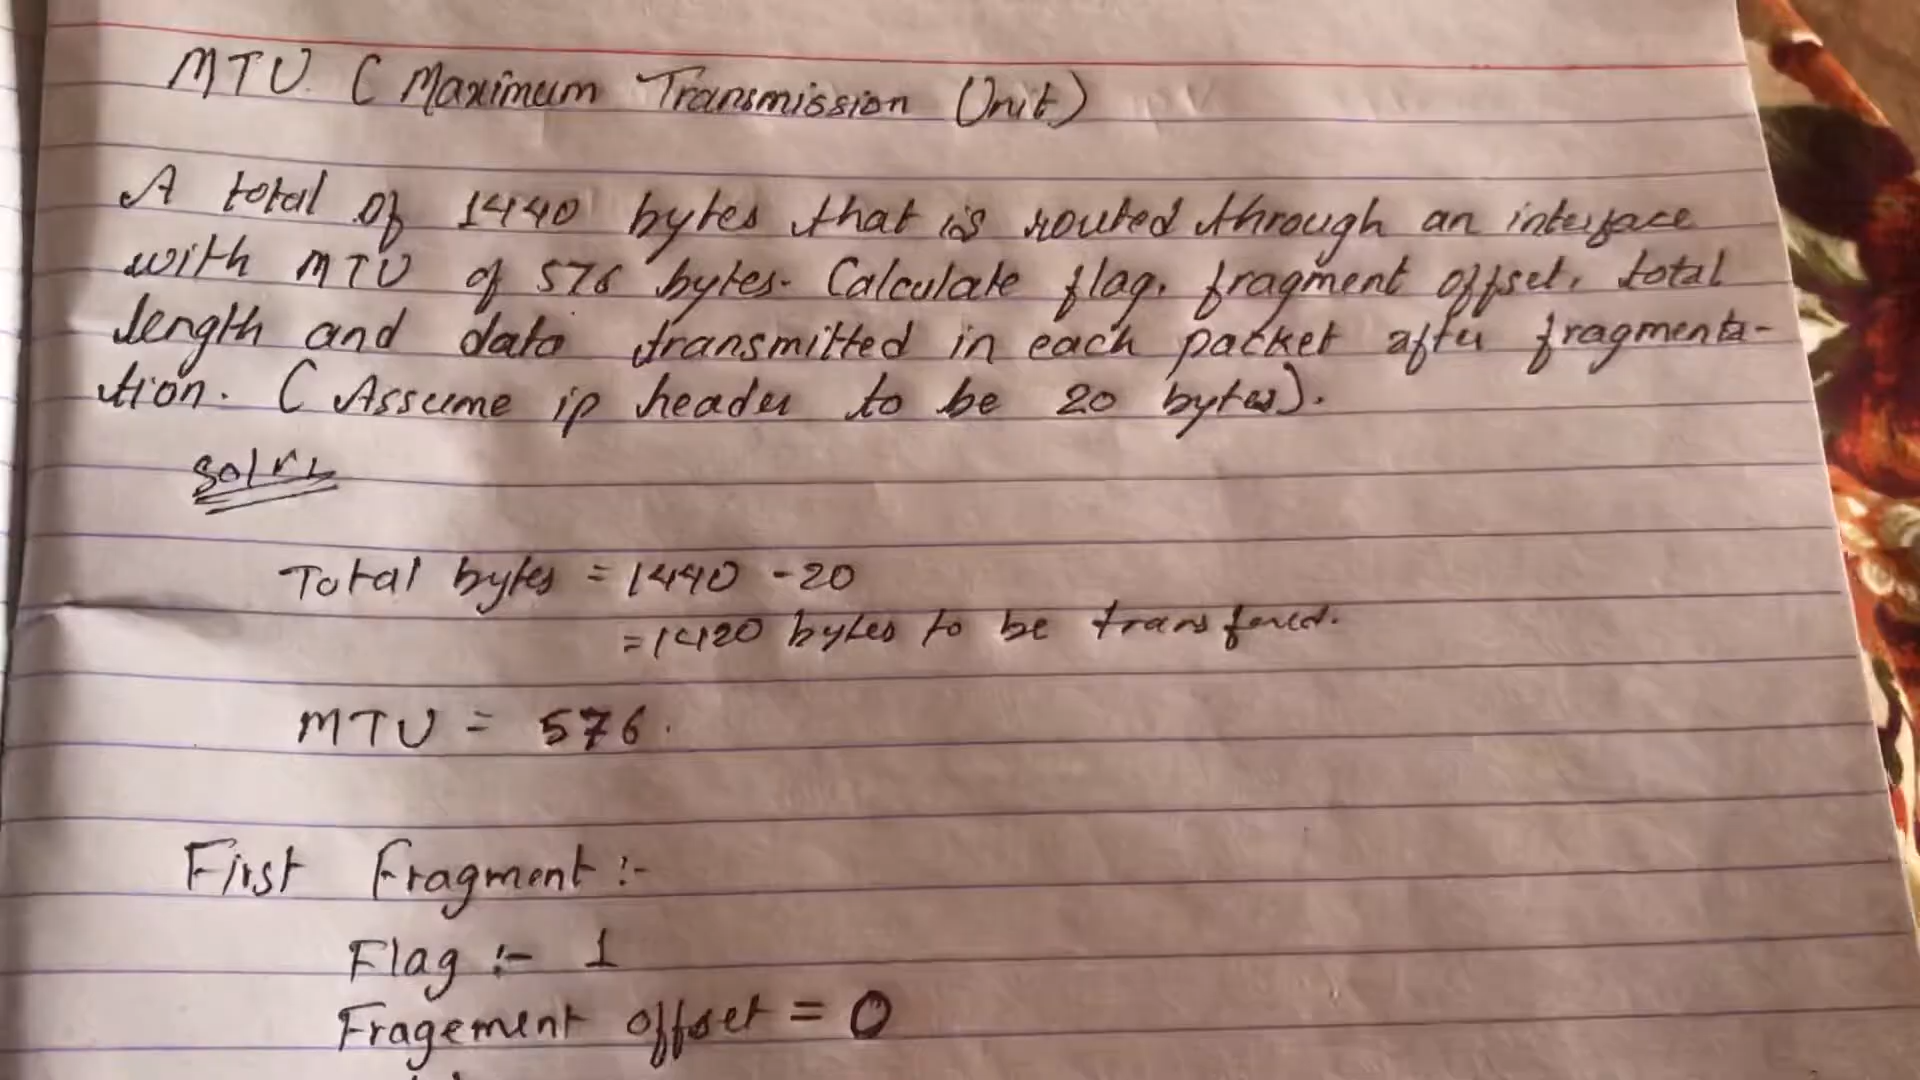 MTU. ( Maximum Transmission Unit)
A total of 1440 bytes that is routed through an interface
with MTU of 576 bytes. Calculate flag, fragment offset, total
length and data transmitted in each packet after fragmenta-
tion. ( Assume ip header to be 20 bytes).
Soln
Total bytes = 1440 - 20
= 1420 bytes to be transfered.
MTU = 576.
First Fragment :-
Flag :- 1
Fragement offset = 0